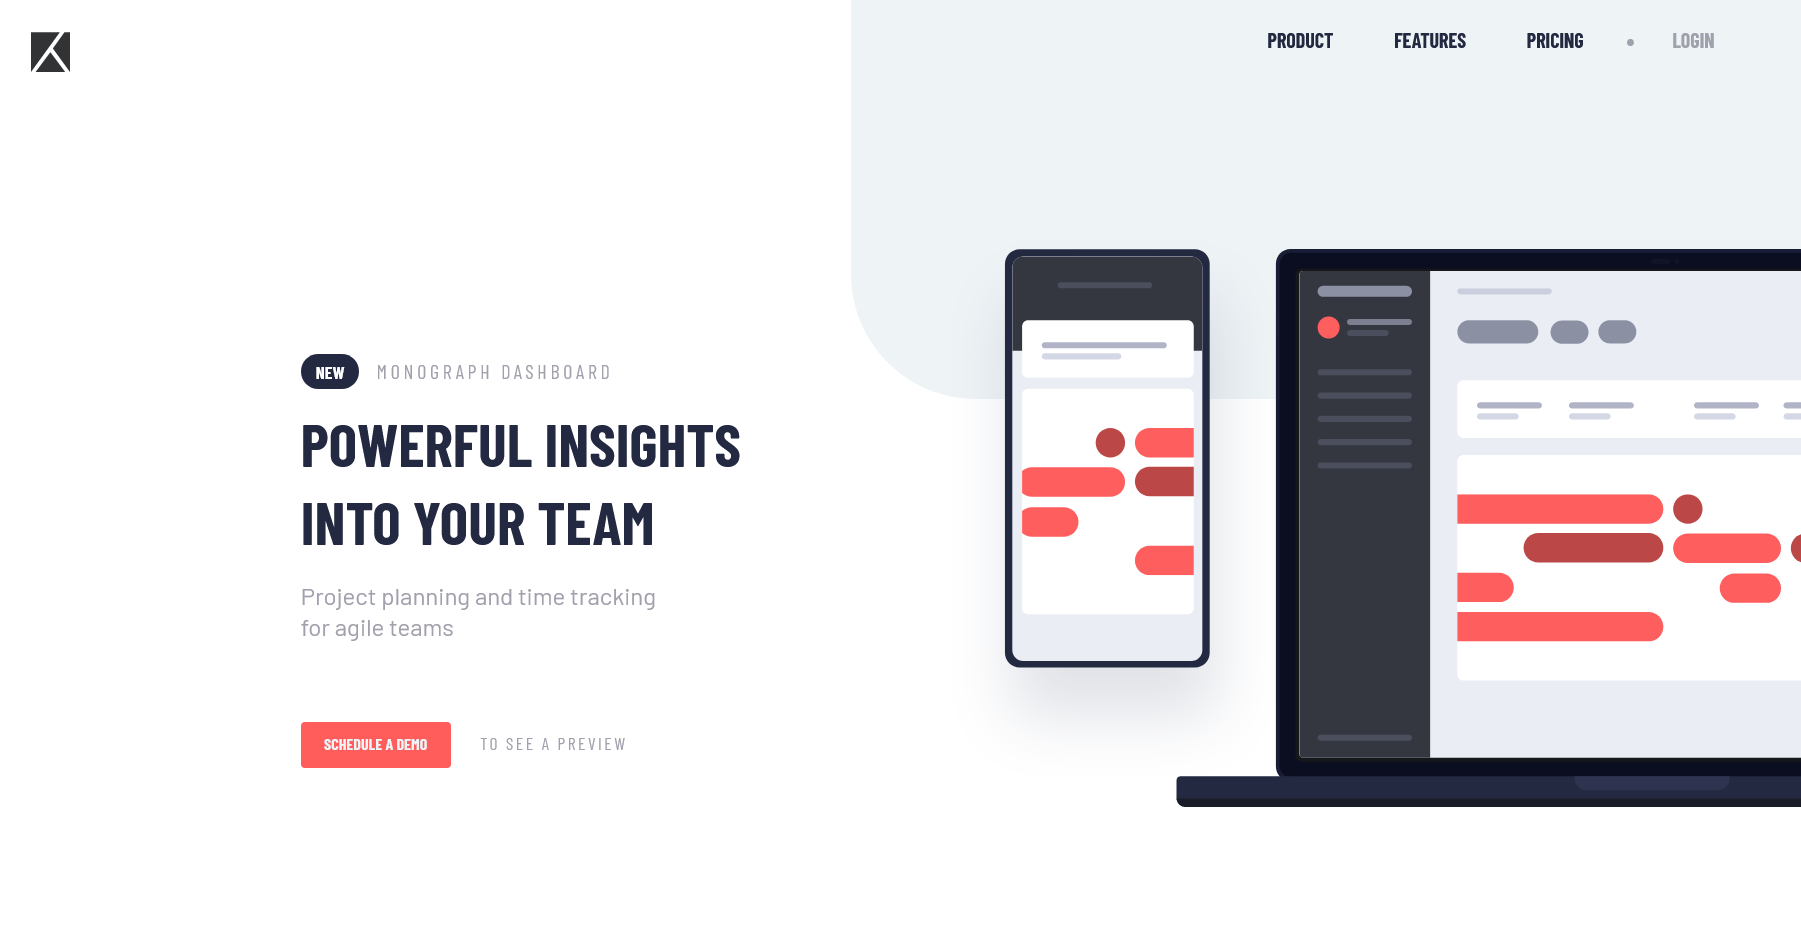 PRODUCT FEATURES PRICING • LOGIN
NEW MONOGRAPH DASHBOARD
POWERFUL INSIGHTS
INTO YOUR TEAM
Project planning and time tracking
for agile teams
SCHEDULE A DEMO TO SEE A PREVIEW